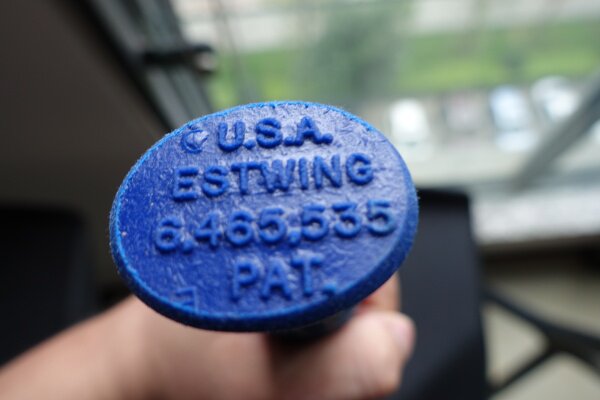 U.S.A.
ESTWING
6,465,535
PAT.